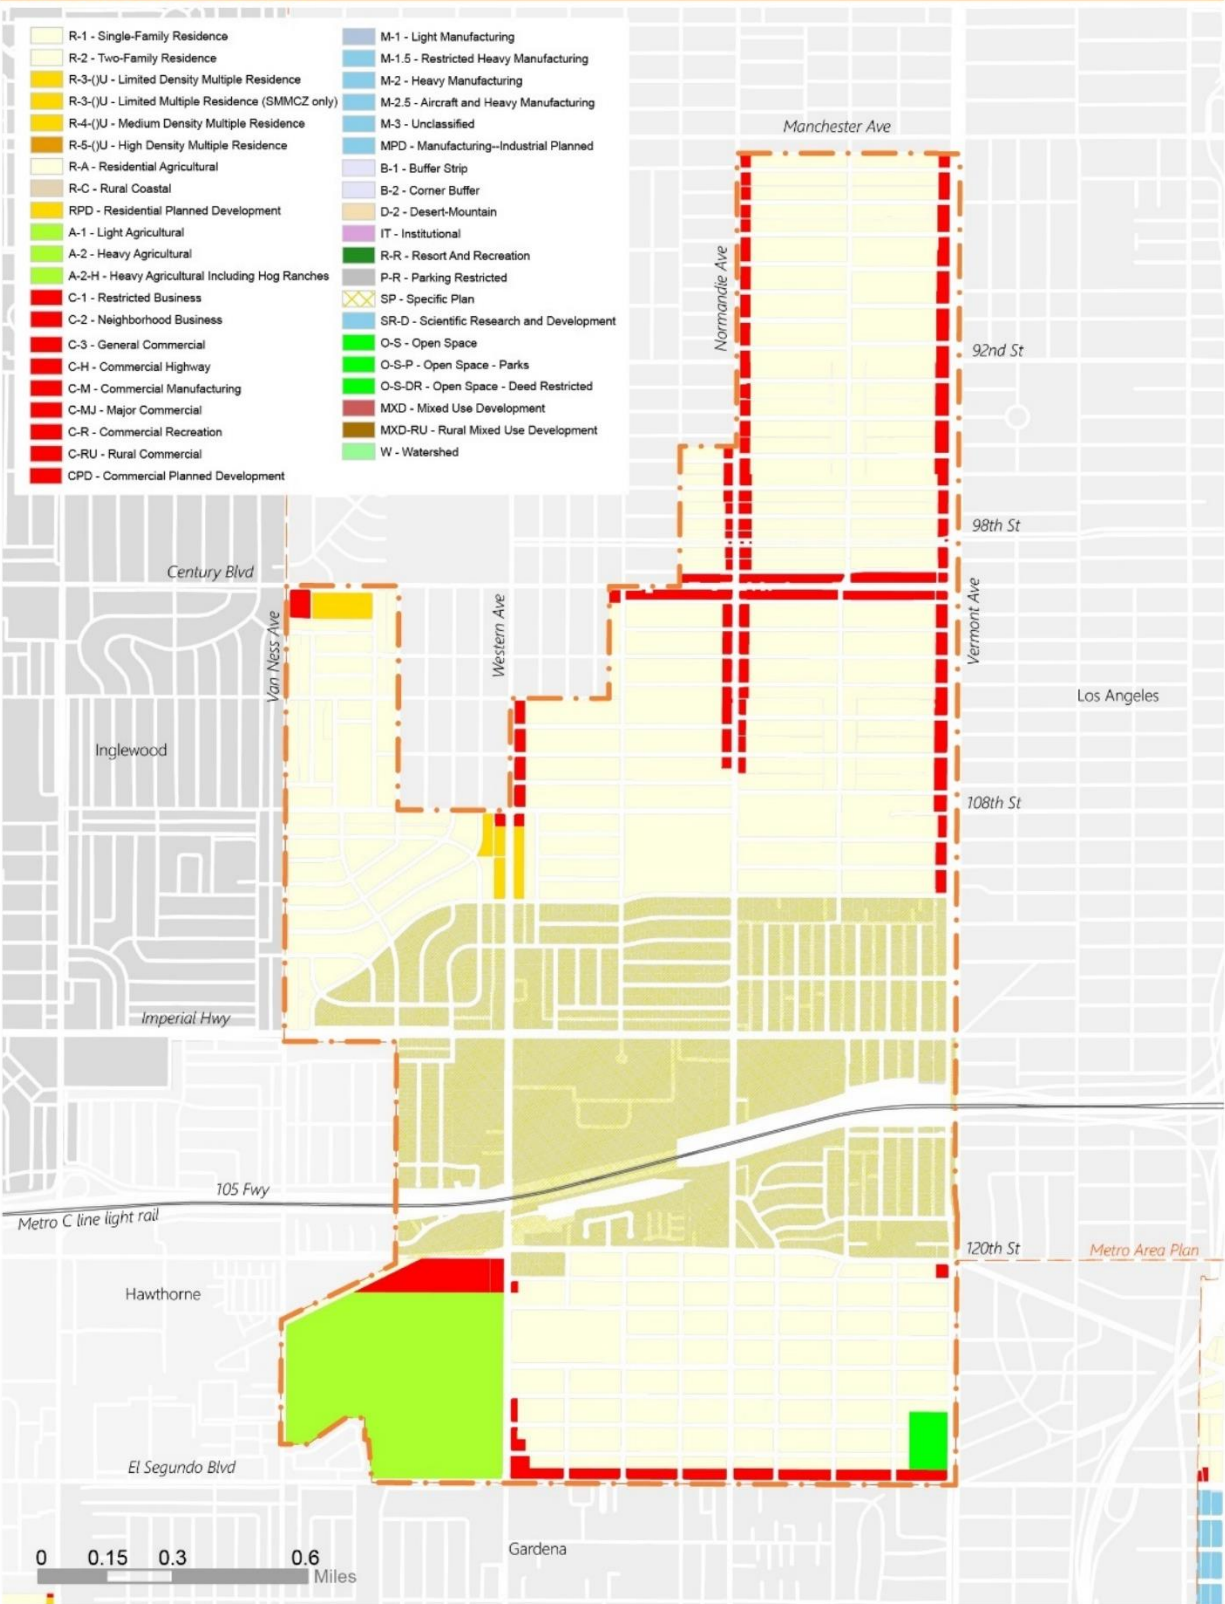 R-1 - Single-Family Residence
R-2 - Two-Family Residence
R-3-()U - Limited Density Multiple Residence
R-3-()U - Limited Multiple Residence (SMMCZ only)
R-4-()U - Medium Density Multiple Residence
R-5-()U - High Density Multiple Residence
R-A - Residential Agricultural
R-C - Rural Coastal
RPD - Residential Planned Development
A-1 - Light Agricultural
A-2 - Heavy Agricultural
A-2-H - Heavy Agricultural Including Hog Ranches
C-1 - Restricted Business
C-2 - Neighborhood Business
C-3 - General Commercial
C-H - Commercial Highway
C-M - Commercial Manufacturing
C-MJ - Major Commercial
C-R - Commercial Recreation
C-RU - Rural Commercial
CPD - Commercial Planned Development
M-1 - Light Manufacturing
M-1.5 - Restricted Heavy Manufacturing
M-2 - Heavy Manufacturing
M-2.5 - Aircraft and Heavy Manufacturing
M-3 - Unclassified
MPD - Manufacturing--Industrial Planned
B-1 - Buffer Strip
B-2 - Corner Buffer
D-2 - Desert-Mountain
IT - Institutional
R-R - Resort And Recreation
P-R - Parking Restricted
SP - Specific Plan
SR-D - Scientific Research and Development
O-S - Open Space
O-S-P - Open Space - Parks
O-S-DR - Open Space - Deed Restricted
MXD - Mixed Use Development
MXD-RU - Rural Mixed Use Development
W - Watershed
Manchester Ave
Normandie Ave
92nd St
98th St
Century Blvd
Van Ness Ave
Western Ave
Vermont Ave
Los Angeles
Inglewood
108th St
Imperial Hwy
105 Fwy
Metro C line light rail
120th St
Metro Area Plan
Hawthorne
El Segundo Blvd
Gardena
0 0.15 0.3 0.6
Miles